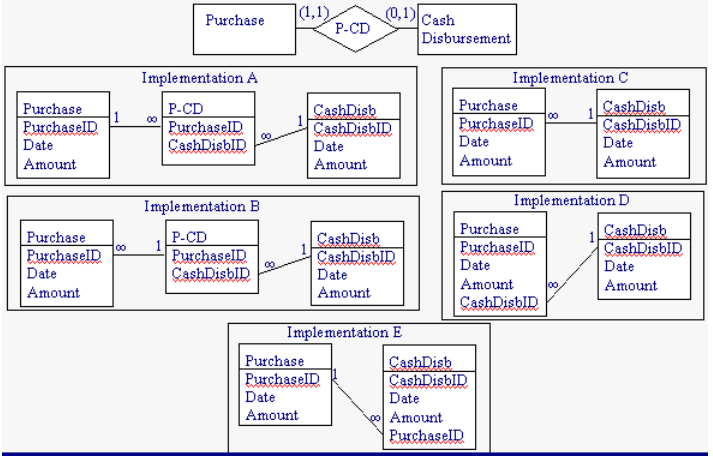 Purchase
(1,1)
P-CD
(0,1)
Cash
Disbursement
Implementation A
Purchase
PurchaseID
Date
Amount
1
∞
P-CD
PurchaseID
CashDisbID
∞
1
CashDisb
CashDisbID
Date
Amount
Implementation C
Purchase
PurchaseID
Date
Amount
∞
1
CashDisb
CashDisbID
Date
Amount
Implementation B
Purchase
PurchaseID
Date
Amount
∞
1
P-CD
PurchaseID
CashDisbID
∞
1
CashDisb
CashDisbID
Date
Amount
Implementation D
Purchase
PurchaseID
Date
Amount
CashDisbID
∞
1
CashDisb
CashDisbID
Date
Amount
Implementation E
Purchase
PurchaseID
Date
Amount
1
∞
CashDisb
CashDisbID
Date
Amount
PurchaseID